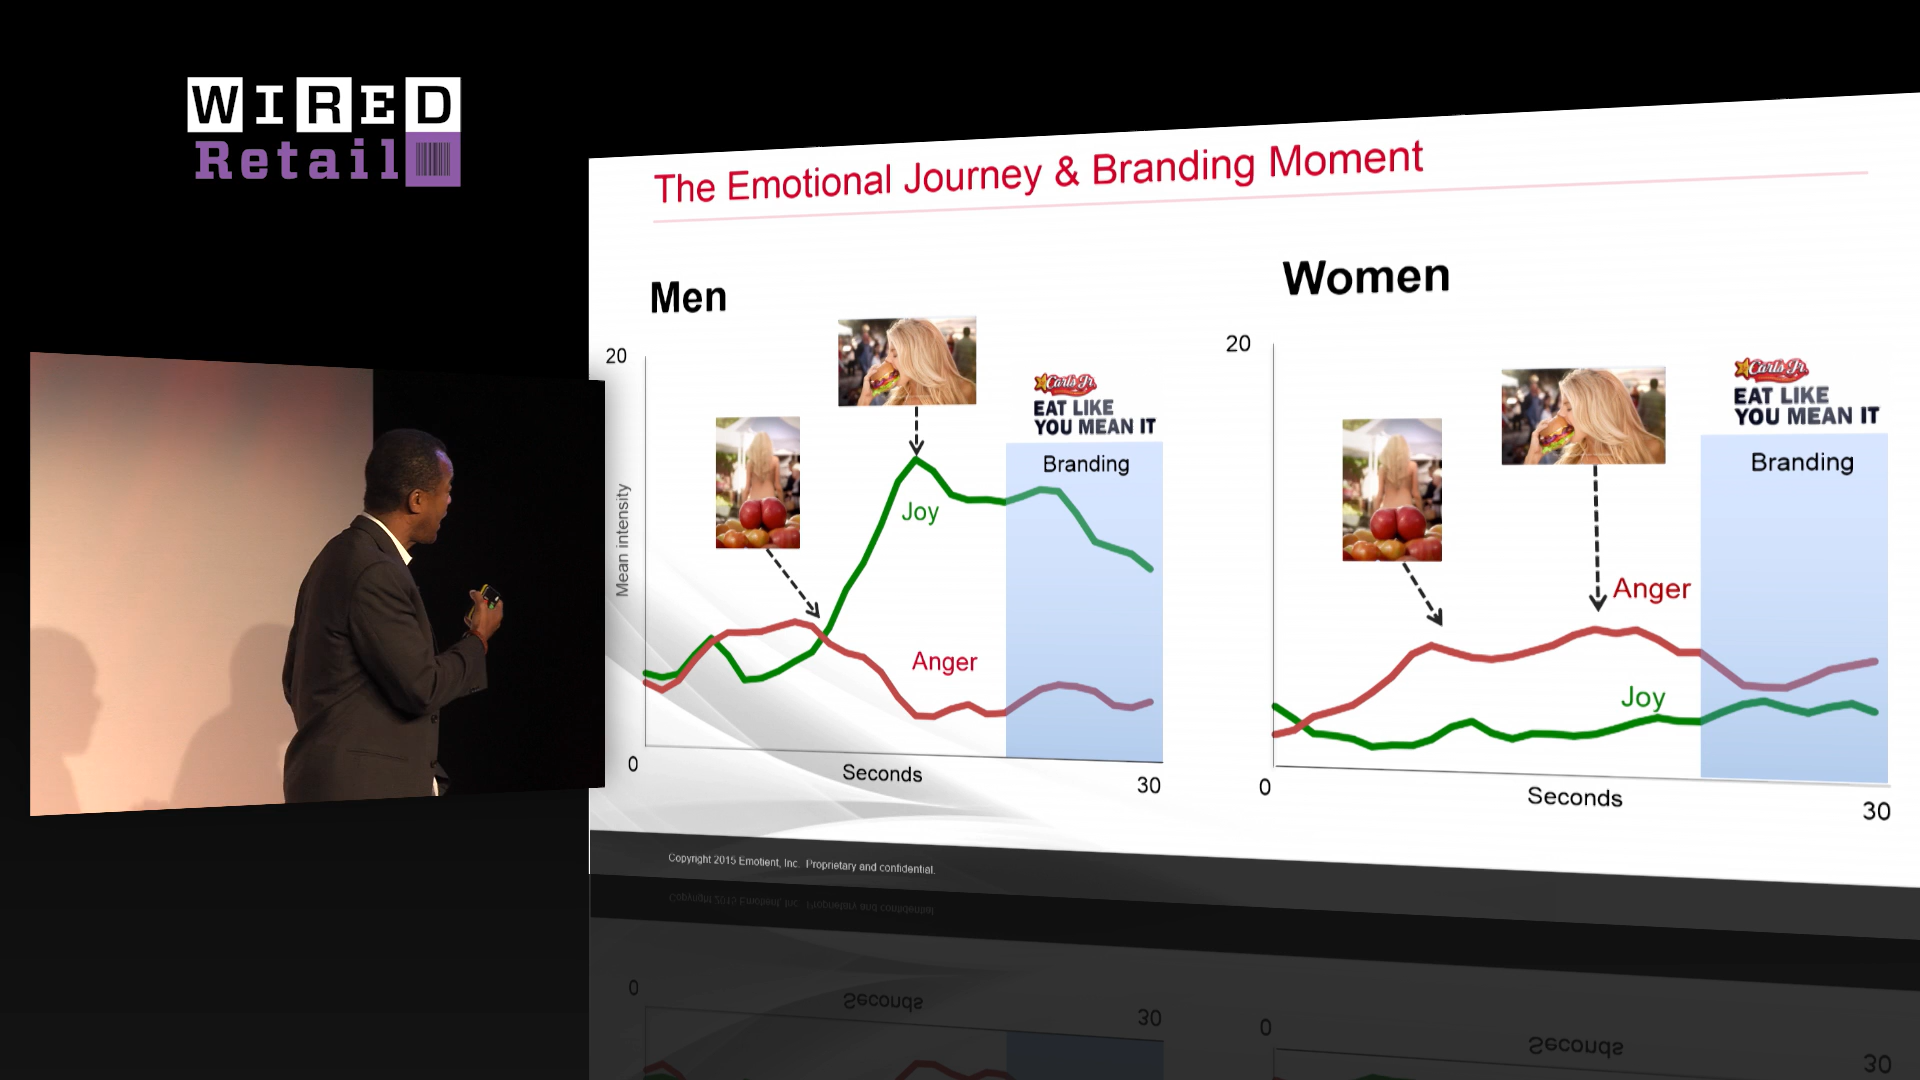 WIRED
Retail
The Emotional Journey & Branding Moment
Men
20
Mean intensity
Carl's Jr.
EAT LIKE
YOU MEAN IT
Branding
Joy
Anger
0
Seconds
30
Women
20
Carl's Jr.
EAT LIKE
YOU MEAN IT
Branding
Anger
Joy
0
Seconds
30
Copyright 2015 Emotient, Inc. Proprietary and confidential.